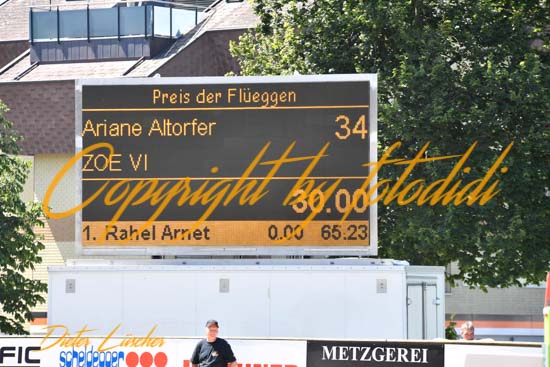 Preis der Flüeggen
Ariane Altorfer 34
ZOE VI
Copyright by fotodidi
30.00
1. Rahel Arnet 0.00 65.23
Dieter Lüscher
FIC
METZGEREI